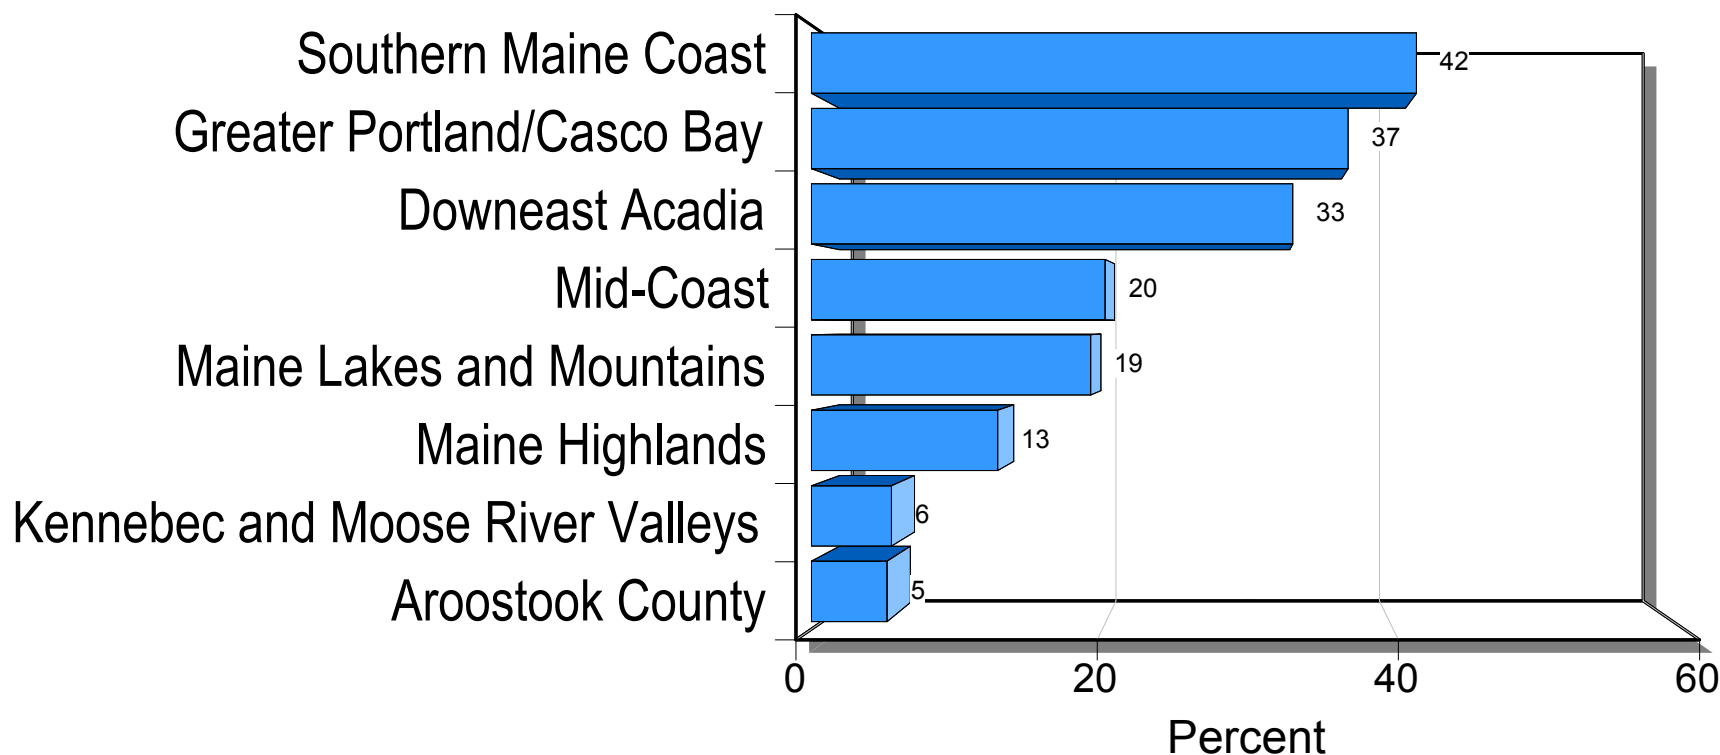 Southern Maine Coast 42
Greater Portland/Casco Bay 37
Downeast Acadia 33
Mid-Coast 20
Maine Lakes and Mountains 19
Maine Highlands 13
Kennebec and Moose River Valleys 6
Aroostook County 5
0 20 40 60
Percent